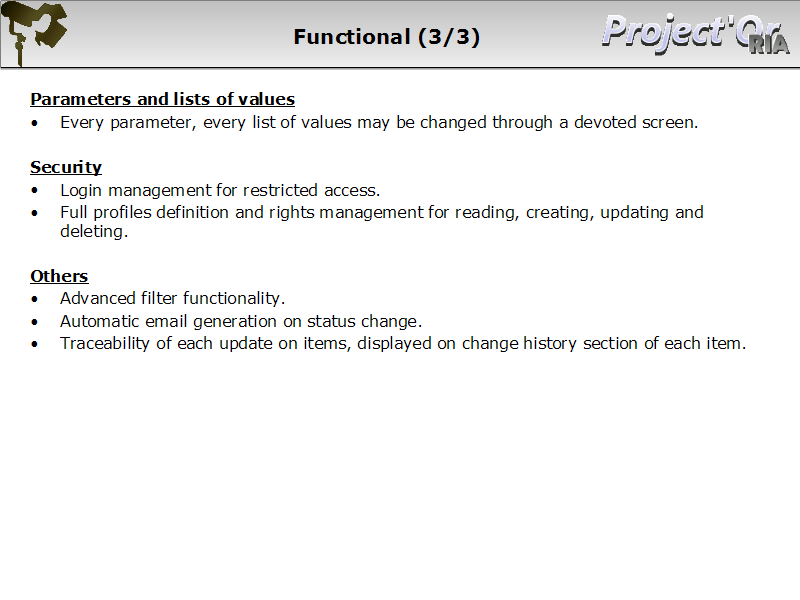 Functional (3/3)
Project'Or
RIA
Parameters and lists of values
• Every parameter, every list of values may be changed through a devoted screen.
Security
• Login management for restricted access.
• Full profiles definition and rights management for reading, creating, updating and
deleting.
Others
• Advanced filter functionality.
• Automatic email generation on status change.
• Traceability of each update on items, displayed on change history section of each item.